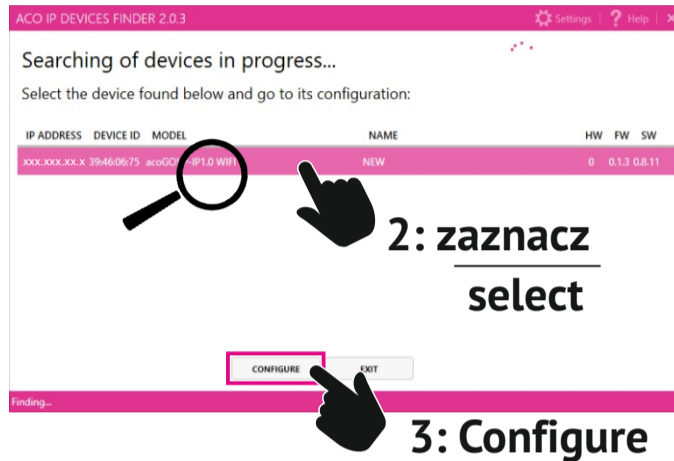 ACO IP DEVICES FINDER 2.0.3 Settings | ? Help | ×
Searching of devices in progress...
Select the device found below and go to its configuration:
IP ADDRESS DEVICE ID MODEL NAME HW FW SW
xxx.xxx.xx.x 39:46:06:75 IP1.0 WIFI NEW 0 0.1.3 0.8.11
2: zaznacz
select
CONFIGURE EXIT
Finding...
3: Configure